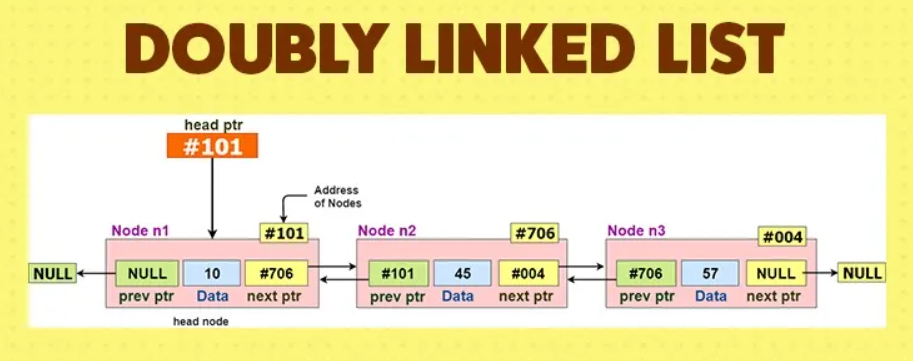 DOUBLY LINKED LIST
head ptr
#101
Address
of Nodes
Node n1
#101
Node n2
#706
Node n3
#004
NULL
NULL
10
#706
#101
45
#004
#706
57
NULL
NULL
prev ptr
Data
next ptr
prev ptr
Data
next ptr
prev ptr
Data
next ptr
head node